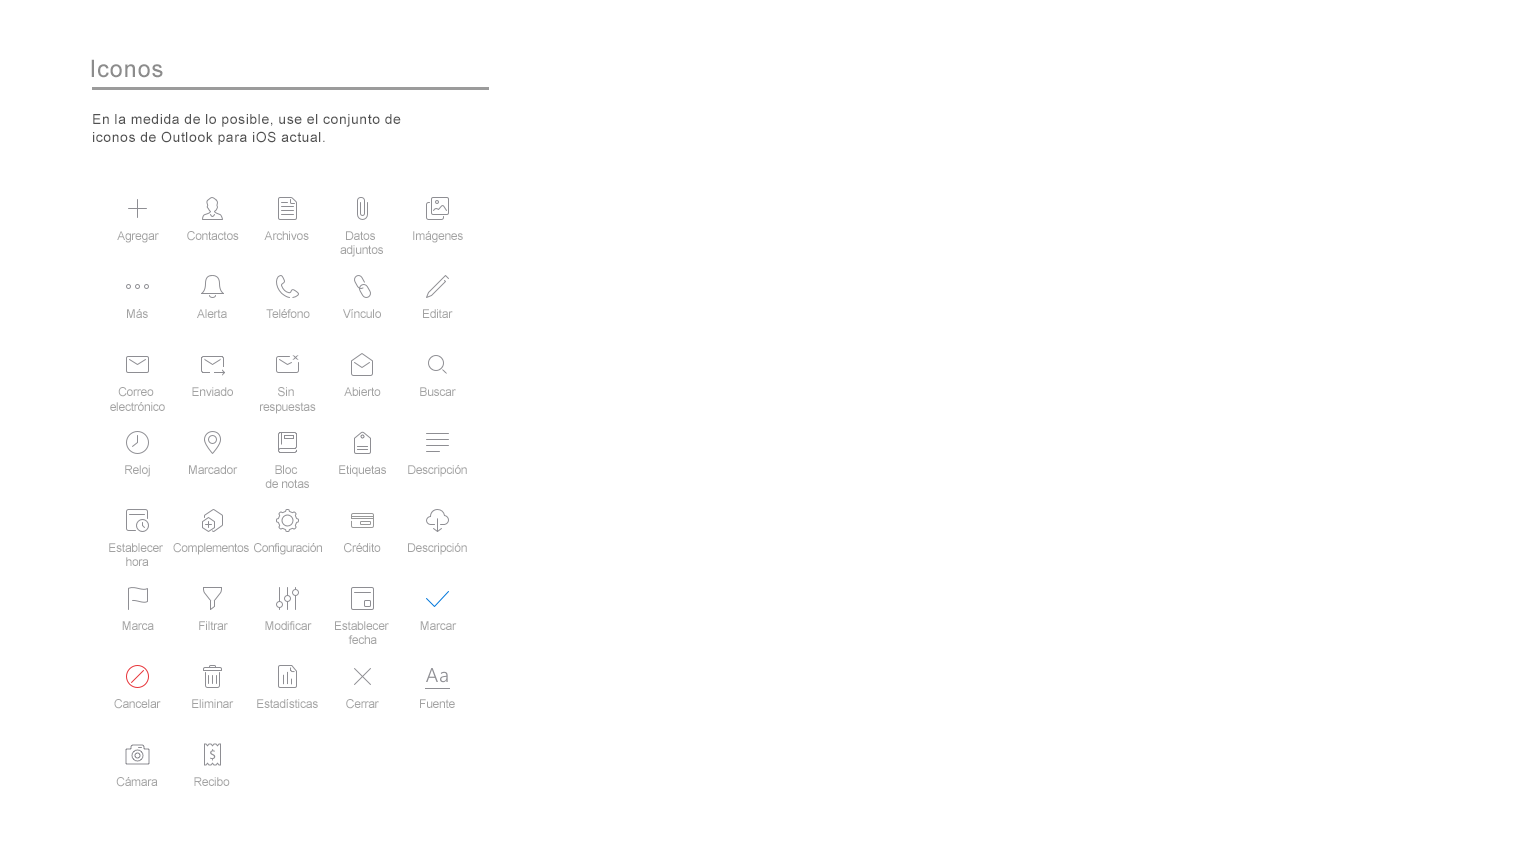 Iconos
En la medida de lo posible, use el conjunto de
iconos de Outlook para iOS actual.
Agregar
Contactos
Archivos
Datos
adjuntos
Imágenes
Más
Alerta
Teléfono
Vínculo
Editar
Correo
electrónico
Enviado
Sin
respuestas
Abierto
Buscar
Reloj
Marcador
Bloc
de notas
Etiquetas
Descripción
Establecer
hora
Complementos
Configuración
Crédito
Descripción
Marca
Filtrar
Modificar
Establecer
fecha
Marcar
Cancelar
Eliminar
Estadísticas
Cerrar
Aa
Fuente
Cámara
$
Recibo